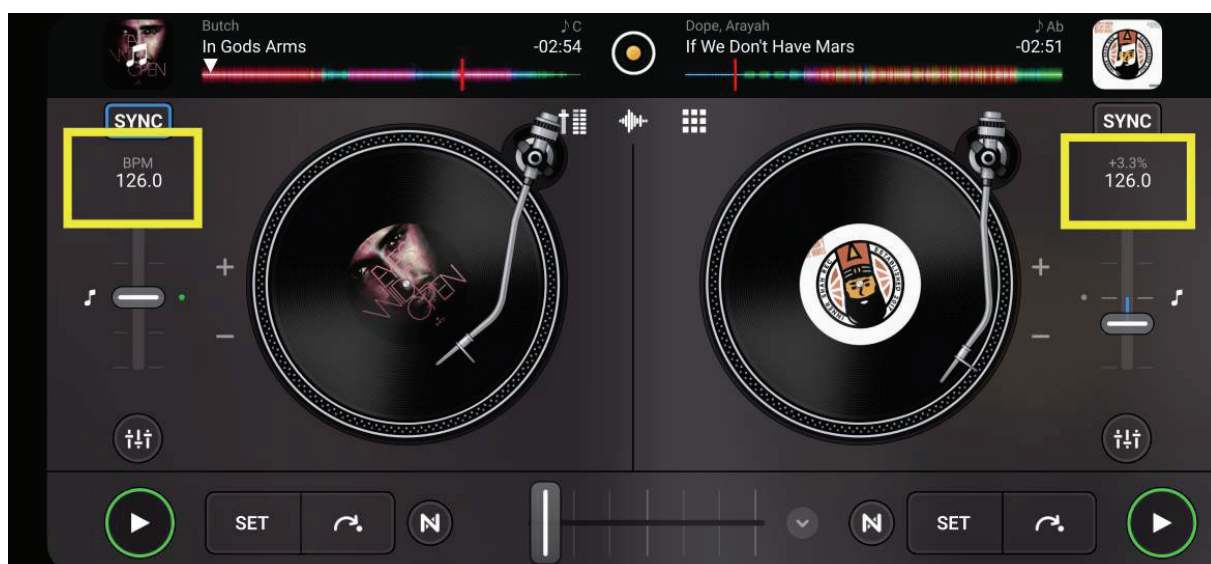 Butch
C
In Gods Arms
-02:54
Dope, Arayah
Ab
If We Don't Have Mars
-02:51
SYNC
SYNC
BPM
126.0
+3.3%
126.0
+
−
+
−
SET
N
N
SET